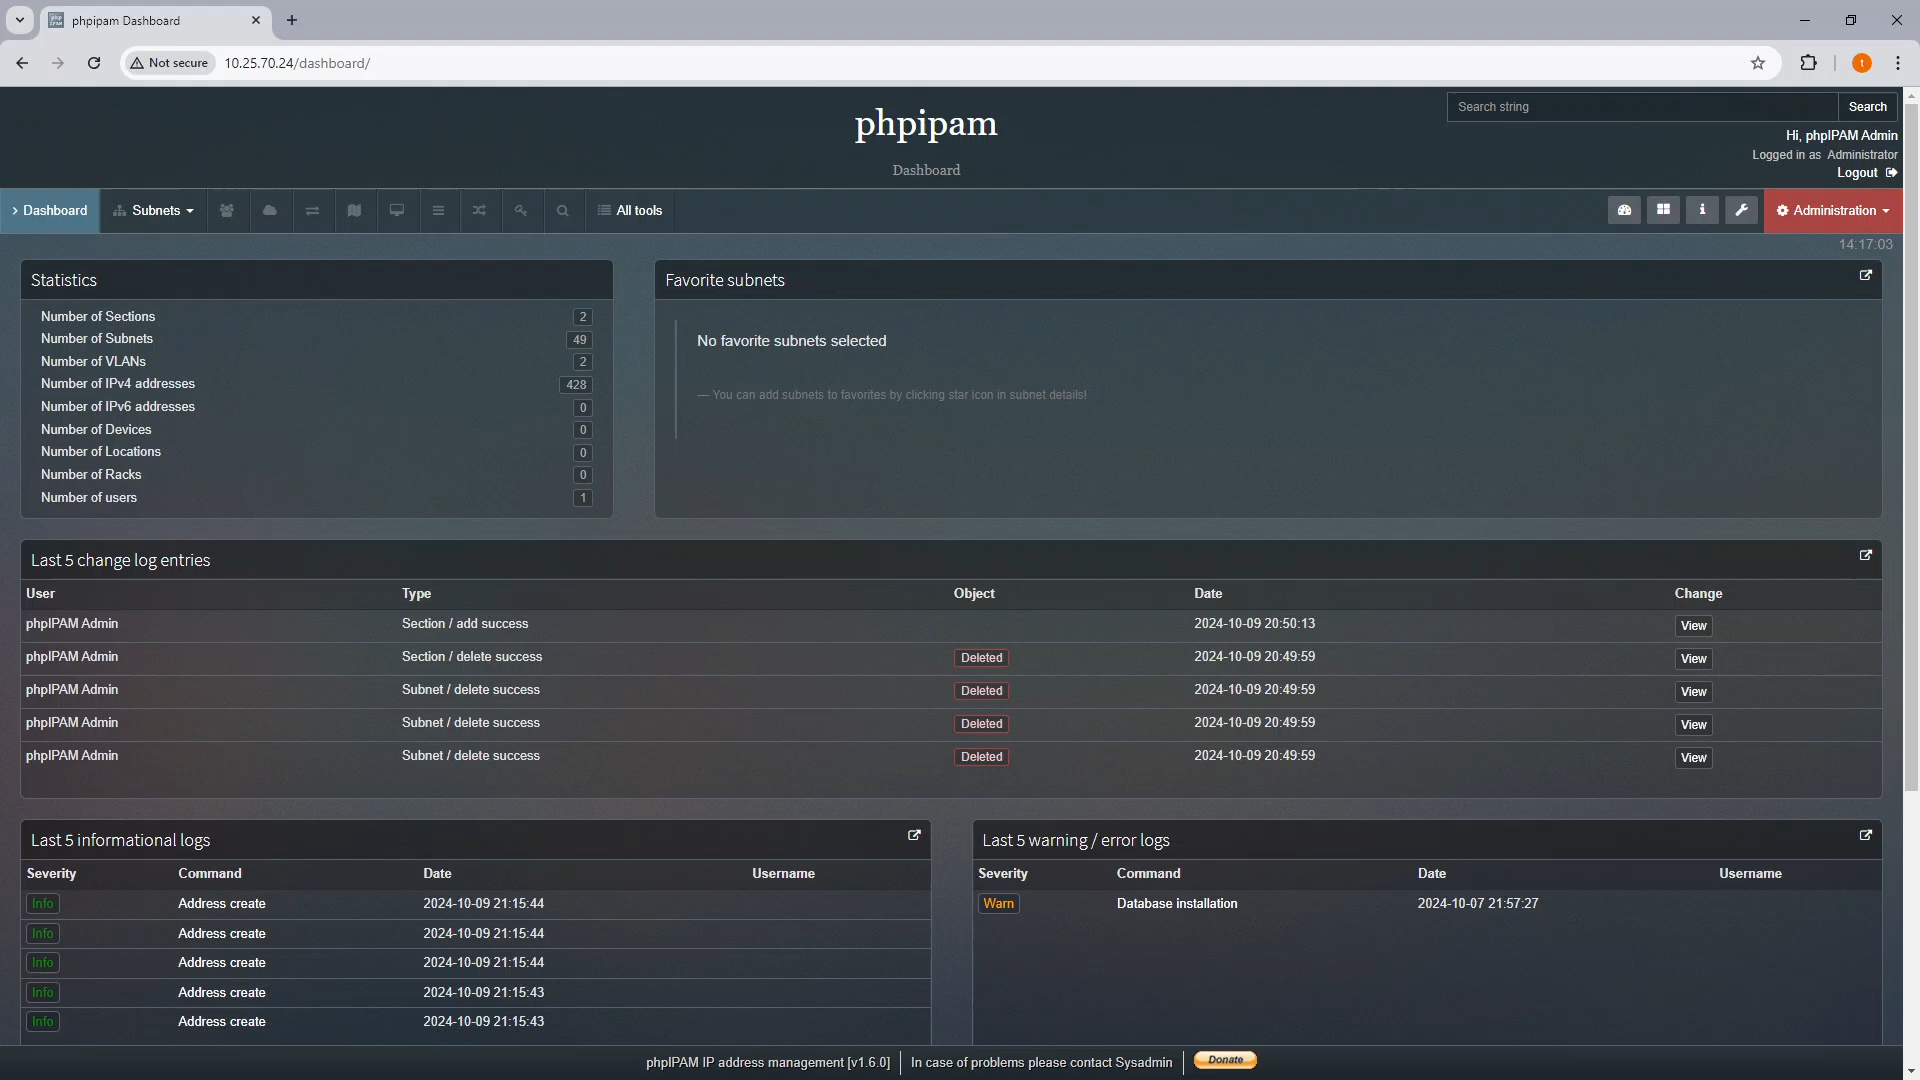 phpipam Dashboard
Not secure
10.25.70.24/dashboard/
t
phpipam
Dashboard
Search string
Search
Hi, phpIPAM Admin
Logged in as Administrator
Logout
Dashboard
Subnets
All tools
Administration
14:17:03
Statistics
Number of Sections 2
Number of Subnets 49
Number of VLANs 2
Number of IPv4 addresses 428
Number of IPv6 addresses 0
Number of Devices 0
Number of Locations 0
Number of Racks 0
Number of users 1
Favorite subnets
No favorite subnets selected
— You can add subnets to favorites by clicking star icon in subnet details!
Last 5 change log entries
User Type Object Date Change
phpIPAM Admin Section / add success 2024-10-09 20:50:13 View
phpIPAM Admin Section / delete success Deleted 2024-10-09 20:49:59 View
phpIPAM Admin Subnet / delete success Deleted 2024-10-09 20:49:59 View
phpIPAM Admin Subnet / delete success Deleted 2024-10-09 20:49:59 View
phpIPAM Admin Subnet / delete success Deleted 2024-10-09 20:49:59 View
Last 5 informational logs
Severity Command Date Username
Info Address create 2024-10-09 21:15:44
Info Address create 2024-10-09 21:15:44
Info Address create 2024-10-09 21:15:44
Info Address create 2024-10-09 21:15:43
Info Address create 2024-10-09 21:15:43
Last 5 warning / error logs
Severity Command Date Username
Warn Database installation 2024-10-07 21:57:27
phpIPAM IP address management [v1.6.0]
In case of problems please contact Sysadmin
Donate